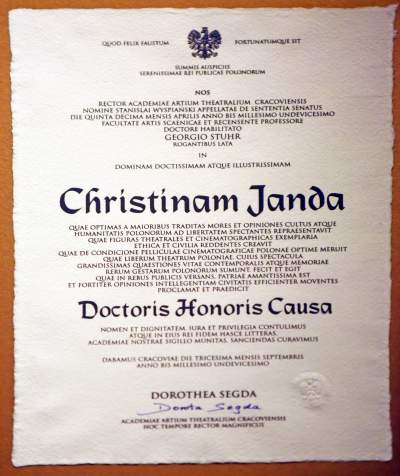 QUOD FELIX FAUSTUM FORTUNATUMQUE SIT
SUMMIS AUSPICIIS
SERENISSIMAE REI PUBLICAE POLONORUM
NOS
RECTOR ACADEMIAE ARTIUM THEATRALIUM CRACOVIENSIS
NOMINE STANISLAI WYSPIANSKI APPELLATAE DE SENTENTIA SENATUS
DIE QUINTA DECIMA MENSIS APRILIS ANNO BIS MILLESIMO UNDEVICESIMO
FACULTATE ARTIS SCAENICAE ET RECENSENTE PROFESSORE
DOCTORE HABILITATO
GEORGIO STUHR
ROGANTIBUS LATA
IN
DOMINAM DOCTISSIMAM ATQUE ILLUSTRISSIMAM
Christinam Janda
QUAE OPTIMAS A MAIORIBUS TRADITAS MORES ET OPINIONES CULTUS ATQUE
HUMANITATIS POLONORUM AD LIBERTATEM SPECTANTES REPRAESENTAVIT
QUAE FIGURAS THEATRALES ET CINEMATOGRAPHICAS EXEMPLARIA
ETHICA ET CIVILIA REDDENTES CREAVIT
QUAE DE CONDICIONE PELLICULAE CINEMATOGRAPHICAE POLONAE OPTIME MERUIT
QUAE LIBERUM THEATRUM POLONIAE, CUIUS SPECTACULA
GRANDISSIMAS QUAESTIONES VITAE CONTEMPORALIS ATQUE MEMORIAE
RERUM GESTARUM POLONORUM SUMUNT, FECIT ET EGIT
QUAE IN REBUS PUBLICIS VERSANS, PATRIAE AMANTISSIMA EST
ET FORTITER OPINIONES INTELLEGENTIAM CIVITATIS EFFICIENTER MOVENTES
PROCLAMAT ET PRAEDICIT
Doctoris Honoris Causa
NOMEN ET DIGNITATEM, IURA ET PRIVILEGIA CONTULIMUS
ATQUE IN EIUS REI FIDEM HASCE LITTERAS,
ACADEMIAE NOSTRAE SIGILLO MUNITAS, SANCIENDAS CURAVIMUS
DABAMUS CRACOVIAE DIE TRICESIMA MENSIS SEPTEMBRIS
ANNO BIS MILLESIMO UNDEVICESIMO
DOROTHEA SEGDA
Dorota Segda
ACADEMIAE ARTIUM THEATRALIUM CRACOVIENSIS
HOC TEMPORE RECTOR MAGNIFICUS